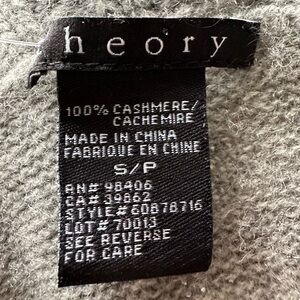 heory
100% CASHMERE/
CACHEMIRE
MADE IN CHINA
FABRIQUE EN CHINE
S/P
RN# 98406
CA# 39862
STYLE# 60878716
LOT# 70013
SEE REVERSE
FOR CARE